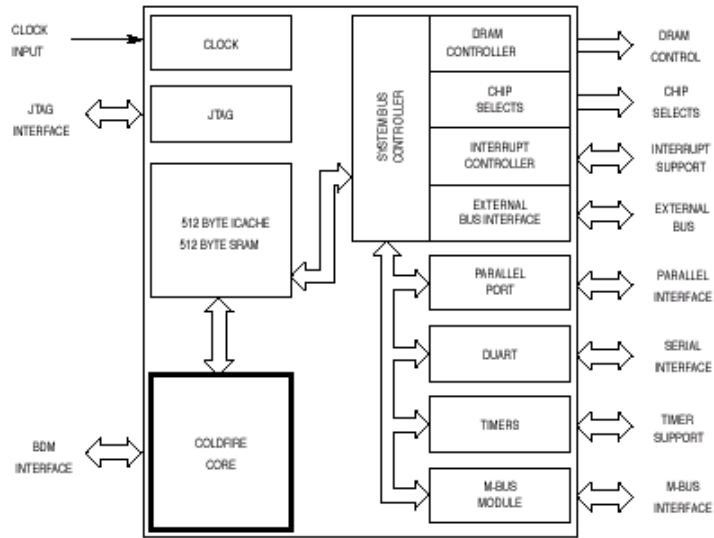 CLOCK
INPUT
CLOCK
JTAG
INTERFACE
JTAG
512 BYTE ICACHE
512 BYTE SRAM
BDM
INTERFACE
COLDFIRE
CORE
SYSTEM BUS
CONTROLLER
DRAM
CONTROLLER
DRAM
CONTROL
CHIP
SELECTS
CHIP
SELECTS
INTERRUPT
CONTROLLER
INTERRUPT
SUPPORT
EXTERNAL
BUS INTERFACE
EXTERNAL
BUS
PARALLEL
PORT
PARALLEL
INTERFACE
DUART
SERIAL
INTERFACE
TIMERS
TIMER
SUPPORT
M-BUS
MODULE
M-BUS
INTERFACE